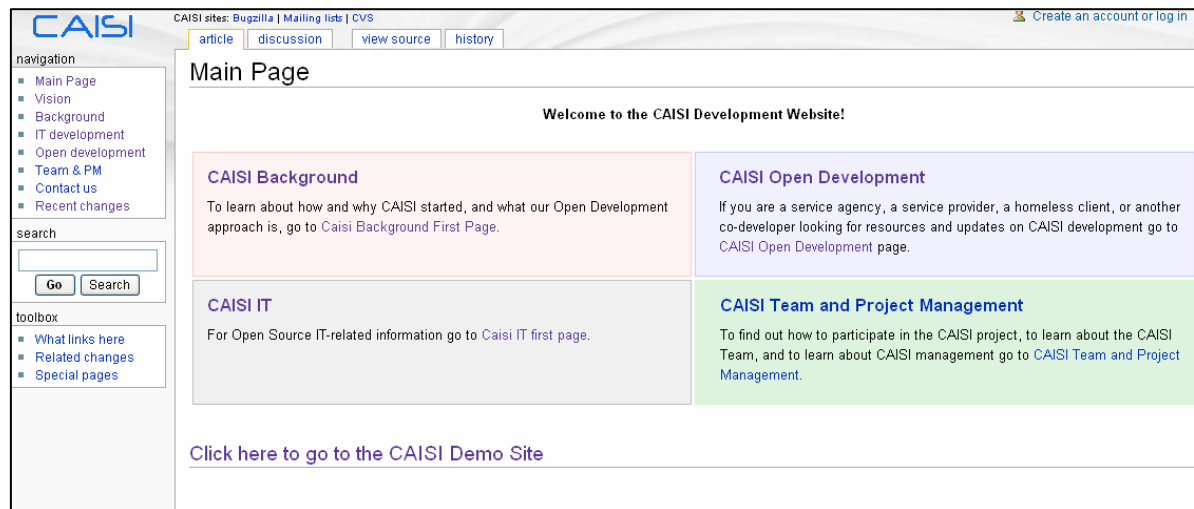 CAISI
CAISI sites: Bugzilla | Mailing lists | CVS
Create an account or log in
article discussion view source history
navigation
Main Page
Vision
Background
IT development
Open development
Team & PM
Contact us
Recent changes
search
Go Search
toolbox
What links here
Related changes
Special pages
Main Page
Welcome to the CAISI Development Website!
CAISI Background
To learn about how and why CAISI started, and what our Open Development
approach is, go to Caisi Background First Page.
CAISI Open Development
If you are a service agency, a service provider, a homeless client, or another
co-developer looking for resources and updates on CAISI development go to
CAISI Open Development page.
CAISI IT
For Open Source IT-related information go to Caisi IT first page.
CAISI Team and Project Management
To find out how to participate in the CAISI project, to learn about the CAISI
Team, and to learn about CAISI management go to CAISI Team and Project
Management.
Click here to go to the CAISI Demo Site